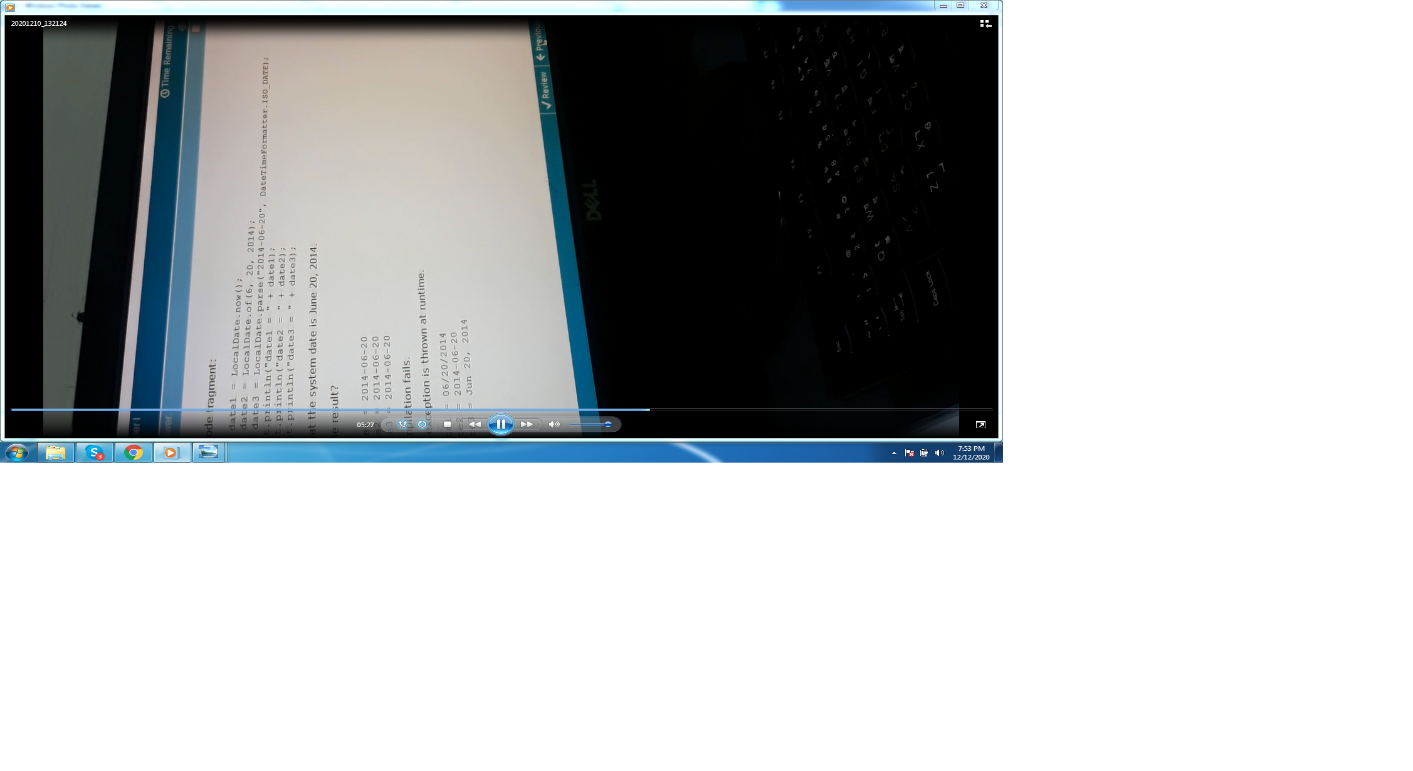 20201210_132124
Time Remaining
ode fragment:
date1 = LocalDate.now();
date2 = LocalDate.of(6, 20, 2014);
date3 = LocalDate.parse("2014-06-20", DateTimeFormatter.ISO_DATE);
.println("date1 = " + date1);
.println("date2 = " + date2);
.println("date3 = " + date3);
at the system date is June 20, 2014.
e result?
= 2014-06-20
= 2014-06-20
= 2014-06-20
ilation fails.
xception is thrown at runtime.
= 06/20/2014
= 2014-06-20
= Jun 20, 2014
Review
Previo
DELL
Caps Lock
05:27
7:53 PM
12/12/2020